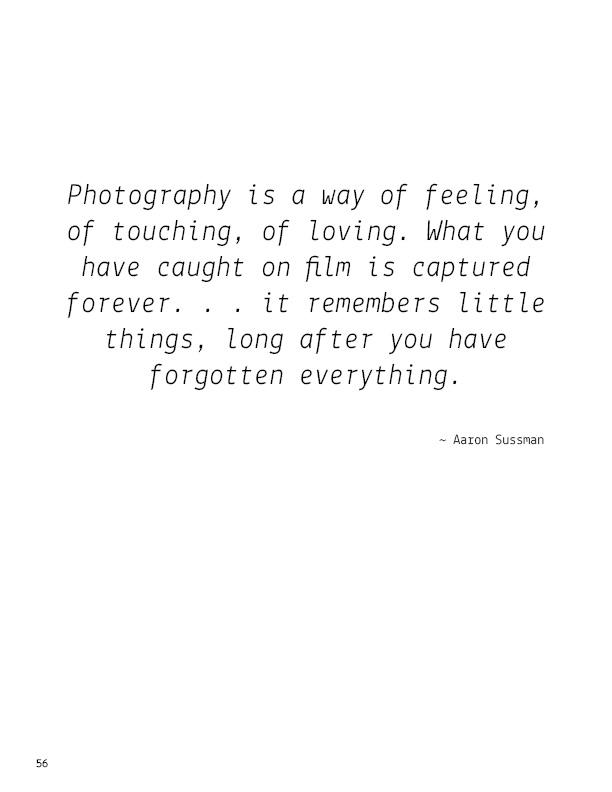 Photography is a way of feeling,
of touching, of loving. What you
have caught on film is captured
forever. . . it remembers little
things, long after you have
forgotten everything.
~ Aaron Sussman
56